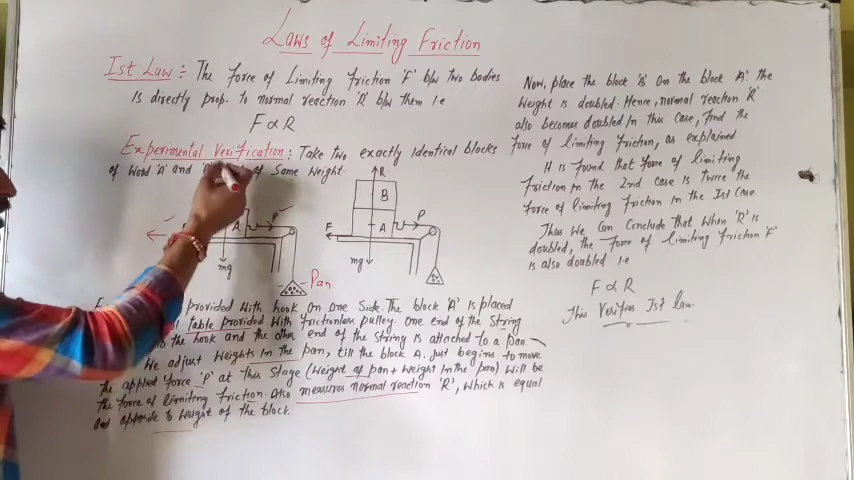 Laws of Limiting Friction
Ist Law :- The force of Limiting friction 'F' b/w two bodies
is directly prop. to normal reaction 'R' b/w them i.e
F ∝ R
Experimental Verification : Take two exactly identical blocks
of wood 'A' and of Same weight.
R
B
A
P
F
mg
A
P
mg
Pan
provided with hook on one side. The block 'A' is placed
table provided with frictionless pulley. One end of the string
the hook and the other end of the string is attached to a pan.
We adjust weights in the pan, till the block A. Just begins to move
the applied force 'P' at this stage (weight of pan + weight in the pan) will be
the force of limiting friction. Also measures normal reaction 'R', which is equal
and opposite to weight of the block.
Now, place the block 'B' on the block A'. The
weight is doubled. Hence, normal reaction 'R'
also becomes doubled in this case, find the
force of limiting friction, as explained.
It is found that force of limiting
friction in the 2nd case is twice the
force of limiting friction in the Ist case.
Thus we can conclude that when 'R' is
doubled, the force of limiting friction 'F'
is also doubled i.e
F ∝ R
This Verifies Ist law.